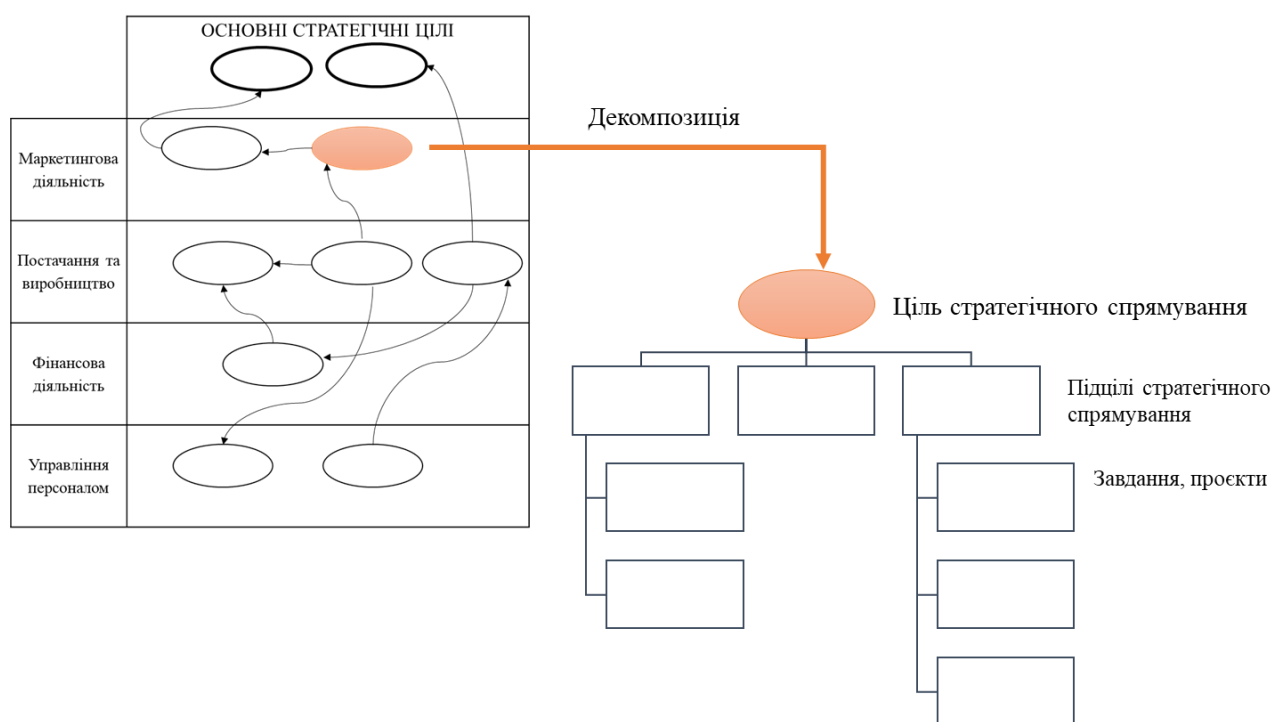 ОСНОВНІ СТРАТЕГІЧНІ ЦІЛІ
Маркетингова
діяльність
Постачання та
виробництво
Фінансова
діяльність
Управління
персоналом
Декомпозиція
Ціль стратегічного спрямування
Підцілі стратегічного
спрямування
Завдання, проєкти